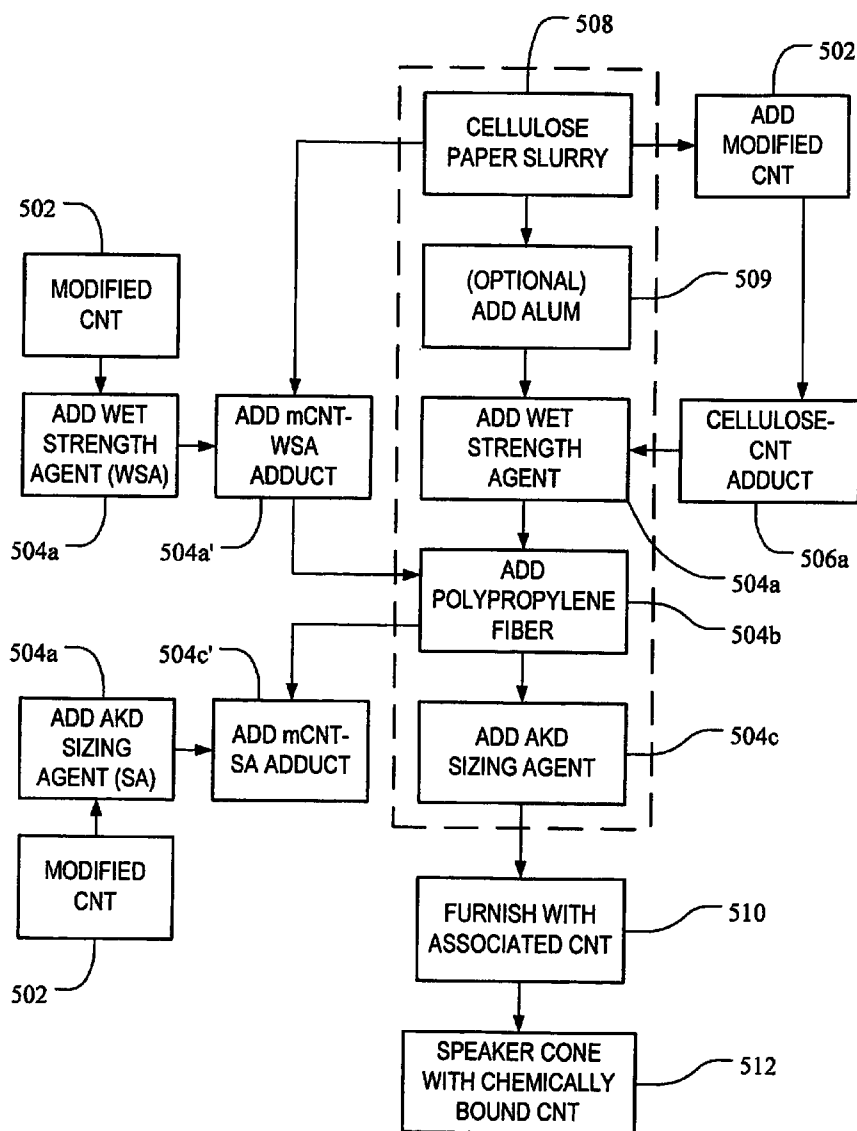 508
502
CELLULOSE
PAPER SLURRY
ADD
MODIFIED
CNT
502
MODIFIED
CNT
(OPTIONAL)
ADD ALUM
509
ADD WET
STRENGTH
AGENT (WSA)
ADD mCNT-
WSA
ADDUCT
ADD WET
STRENGTH
AGENT
CELLULOSE-
CNT
ADDUCT
504a
504a'
504a
506a
ADD
POLYPROPYLENE
FIBER
504b
504a
504c'
ADD AKD
SIZING
AGENT (SA)
ADD mCNT-
SA ADDUCT
ADD AKD
SIZING AGENT
504c
MODIFIED
CNT
502
FURNISH WITH
ASSOCIATED CNT
510
SPEAKER CONE
WITH CHEMICALLY
BOUND CNT
512